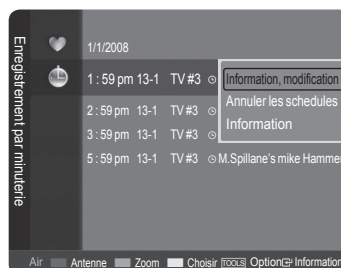 Enregistrement par minuterie
1/1/2008
1 : 59 pm 13-1 TV #3 Information, modification
2 : 59 pm 13-1 TV #3 Annuler les schedules
3 : 59 pm 13-1 TV #3 Information
5 : 59 pm 13-1 TV #3 M.Spillane's mike Hammer
Air Antenne Zoom Choisir TOOLS Option Information